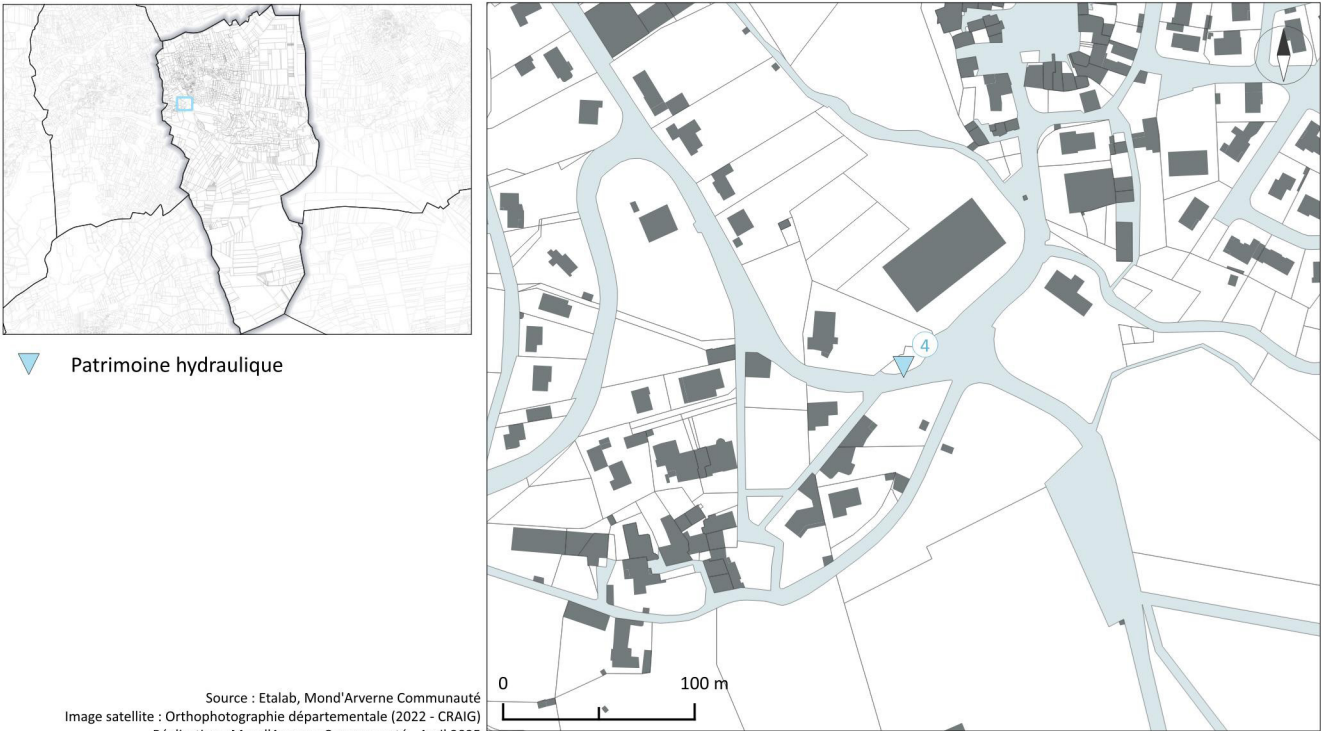 Patrimoine hydraulique
4
0 100 m
Source : Etalab, Mond'Arverne Communauté
Image satellite : Orthophotographie départementale (2022 - CRAIG)